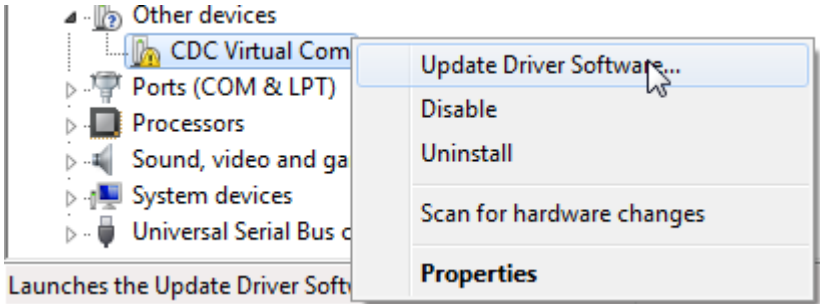 Other devices
CDC Virtual Com
Ports (COM & LPT)
Processors
Sound, video and ga
System devices
Universal Serial Bus c
Update Driver Software...
Disable
Uninstall
Scan for hardware changes
Properties
Launches the Update Driver Softw